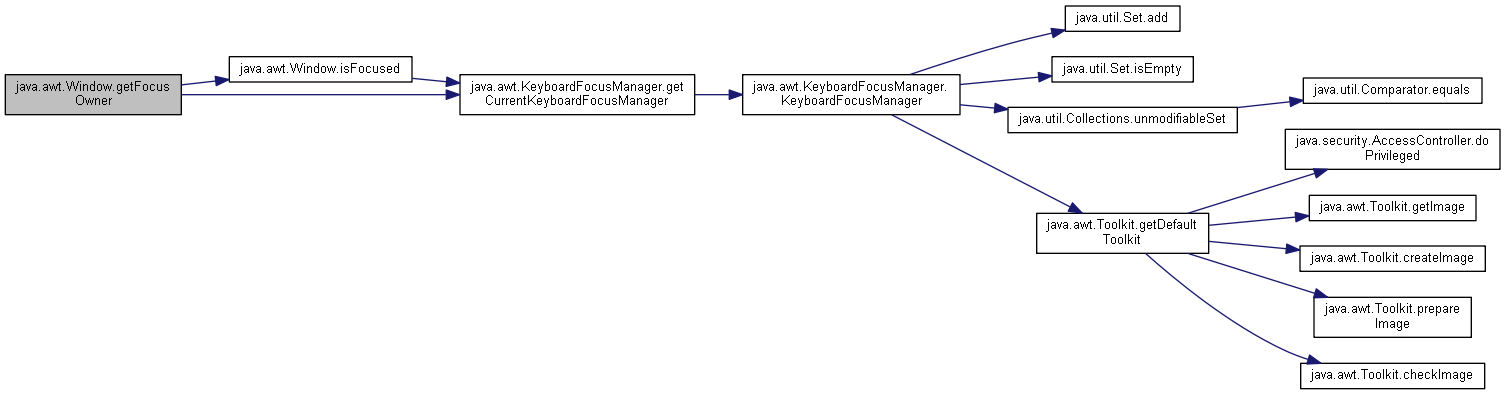 java.awt.Window.getFocus
Owner
java.awt.Window.isFocused
java.awt.KeyboardFocusManager.get
CurrentKeyboardFocusManager
java.awt.KeyboardFocusManager.
KeyboardFocusManager
java.util.Set.add
java.util.Set.isEmpty
java.util.Collections.unmodifiableSet
java.util.Comparator.equals
java.awt.Toolkit.getDefault
Toolkit
java.security.AccessController.do
Privileged
java.awt.Toolkit.getImage
java.awt.Toolkit.createImage
java.awt.Toolkit.prepare
Image
java.awt.Toolkit.checkImage